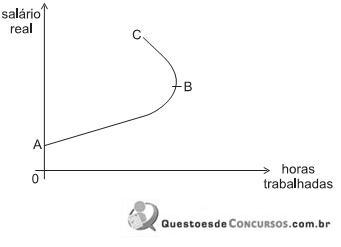 salário
real
C
B
A
0
horas
trabalhadas
QuestoesdeCONCURSOS.com.br